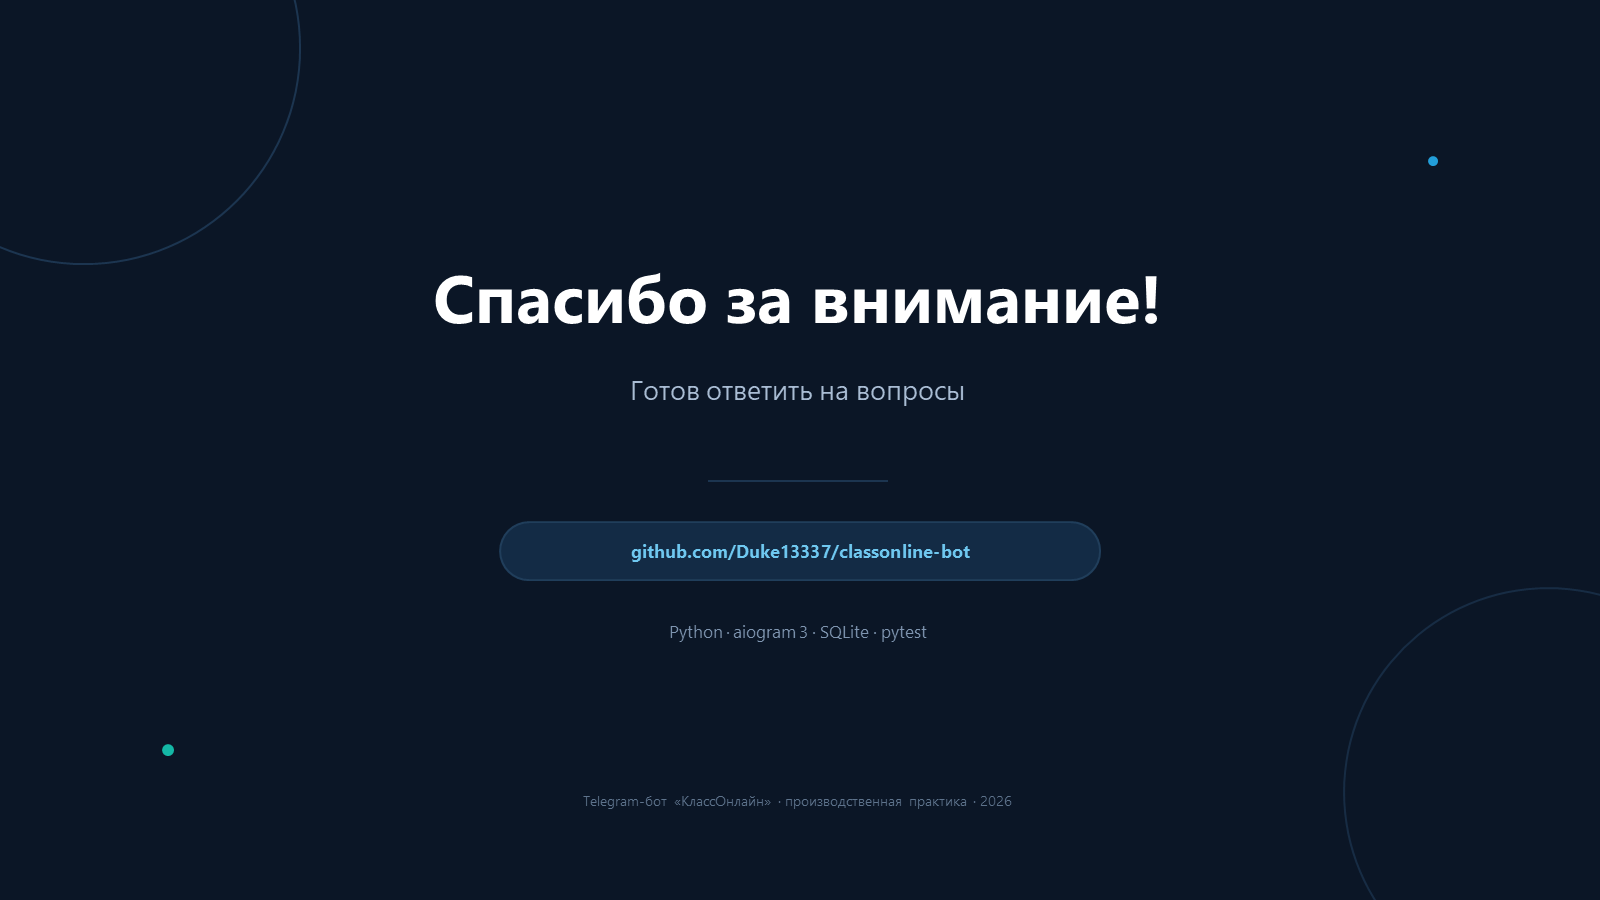 Спасибо за внимание!
Готов ответить на вопросы
github.com/Duke13337/classonline-bot
Python · aiogram 3 · SQLite · pytest
Telegram-бот «КлассОнлайн» · производственная практика · 2026